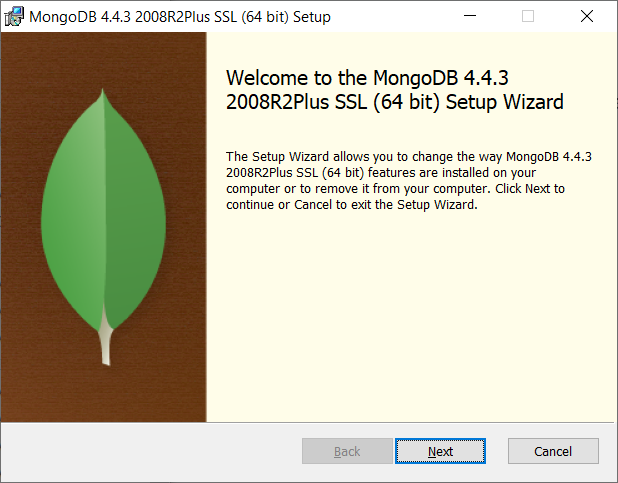 MongoDB 4.4.3 2008R2Plus SSL (64 bit) Setup
Welcome to the MongoDB 4.4.3
2008R2Plus SSL (64 bit) Setup Wizard
The Setup Wizard allows you to change the way MongoDB 4.4.3
2008R2Plus SSL (64 bit) features are installed on your
computer or to remove it from your computer. Click Next to
continue or Cancel to exit the Setup Wizard.
Back
Next
Cancel